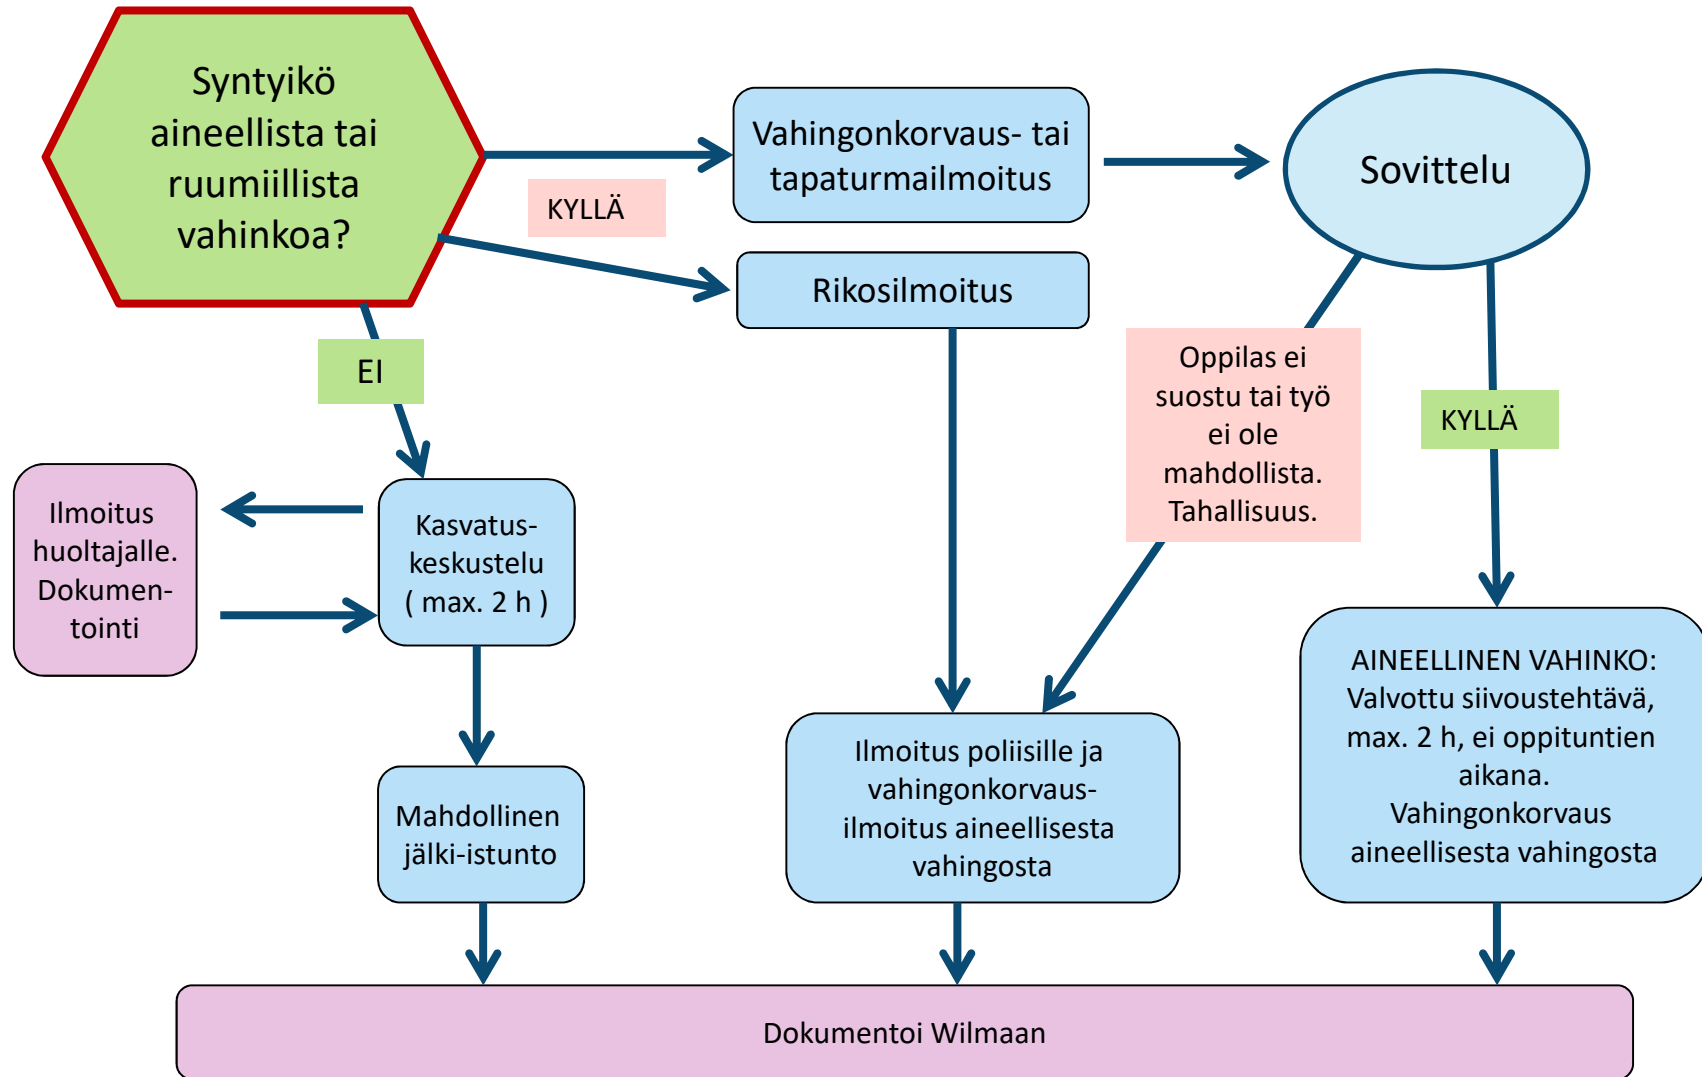 Syntyikö
aineellista tai
ruumiillista
vahinkoa?
KYLLÄ
Vahingonkorvaus- tai
tapaturmailmoitus
Sovittelu
Rikosilmoitus
EI
Oppilas ei
suostu tai työ
ei ole
mahdollista.
Tahallisuus.
KYLLÄ
Ilmoitus
huoltajalle.
Dokumen-
tointi
Kasvatus-
keskustelu
( max. 2 h )
Mahdollinen
jälki-istunto
Ilmoitus poliisille ja
vahingonkorvaus-
ilmoitus aineellisesta
vahingosta
AINEELLINEN VAHINKO:
Valvottu siivoustehtävä,
max. 2 h, ei oppituntien
aikana.
Vahingonkorvaus
aineellisesta vahingosta
Dokumentoi Wilmaan